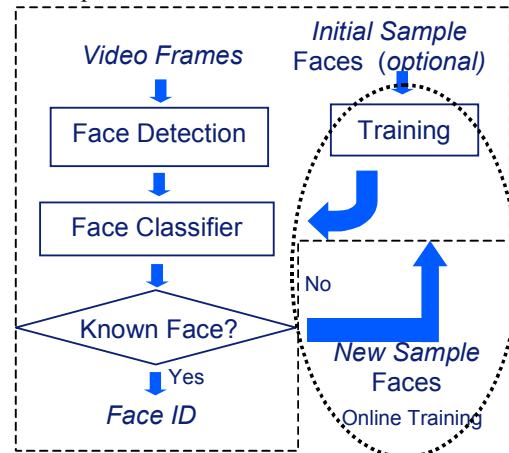 Video Frames
Face Detection
Face Classifier
Known Face?
Yes
Face ID
Initial Sample
Faces (optional)
Training
No
New Sample
Faces
Online Training